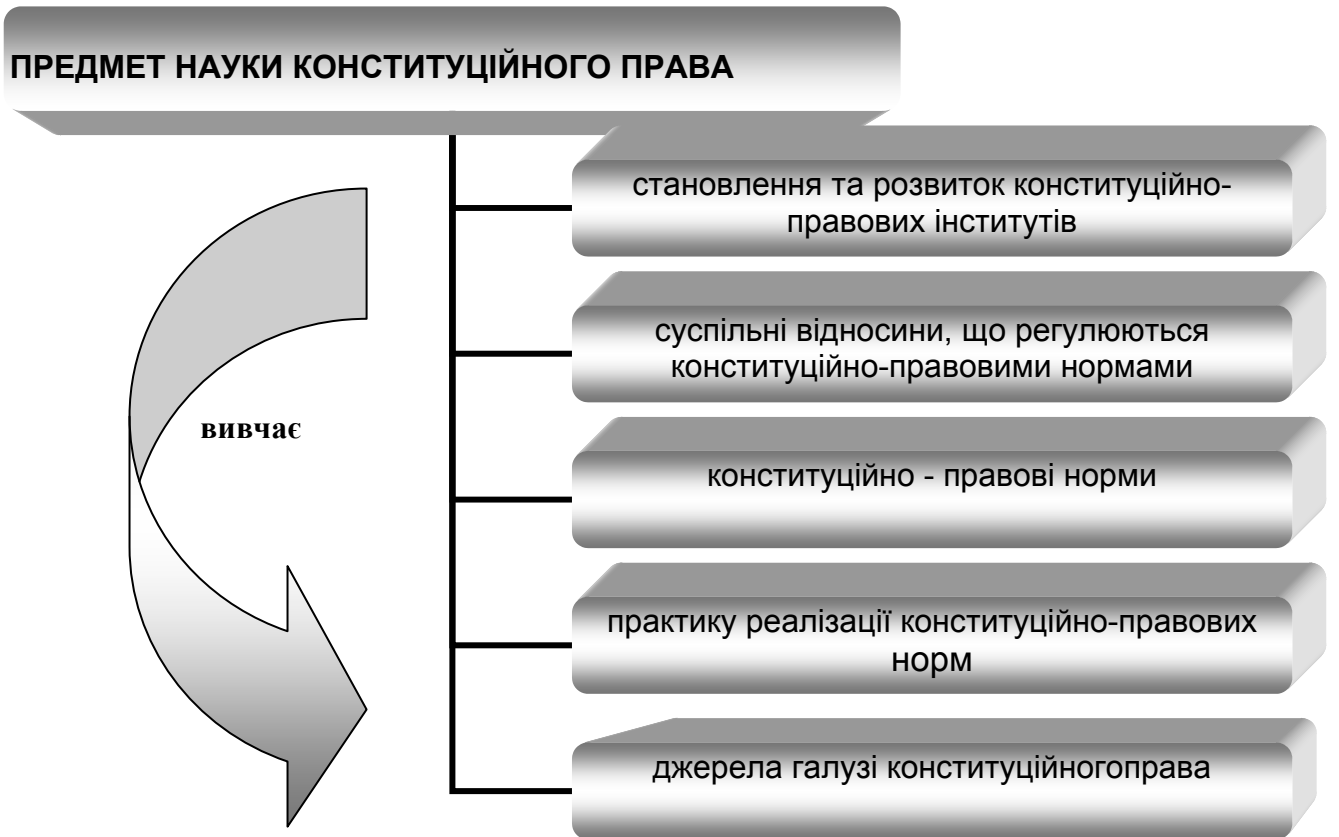 ПРЕДМЕТ НАУКИ КОНСТИТУЦІЙНОГО ПРАВА
становлення та розвиток конституційно-
правових інститутів
суспільні відносини, що регулюються
конституційно-правовими нормами
вивчає
конституційно - правові норми
практику реалізації конституційно-правових
норм
джерела галузі конституційногоправа